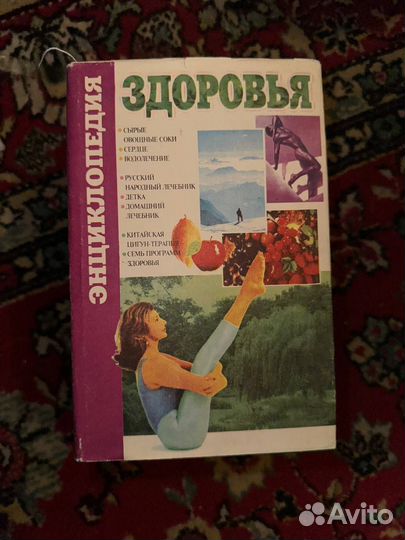 ЭНЦИКЛОПЕДИЯ
ЗДОРОВЬЯ
• СЫРЫЕ
ОВОЩНЫЕ СОКИ
• СЕРДЦЕ
• ВОДОЛЕЧЕНИЕ
• РУССКИЙ
НАРОДНЫЙ ЛЕЧЕБНИК
• ДЕТКА
• ДОМАШНИЙ
ЛЕЧЕБНИК
• КИТАЙСКАЯ
ЦИГУН-ТЕРАПИЯ
• СЕМЬ ПРОГРАММ
ЗДОРОВЬЯ
Avito